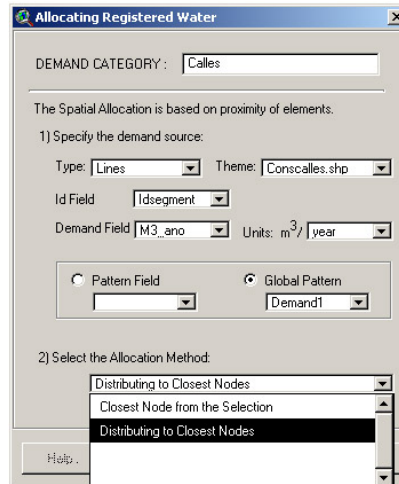 Allocating Registered Water
DEMAND CATEGORY : Calles
The Spatial Allocation is based on proximity of elements.
1) Specify the demand source:
Type: Lines Theme: Conscalles.shp
Id Field Idsegment
Demand Field M3_ano Units: m³/ year
Pattern Field Global Pattern
Demand1
2) Select the Allocation Method:
Distributing to Closest Nodes
Closest Node from the Selection
Distributing to Closest Nodes
Help .